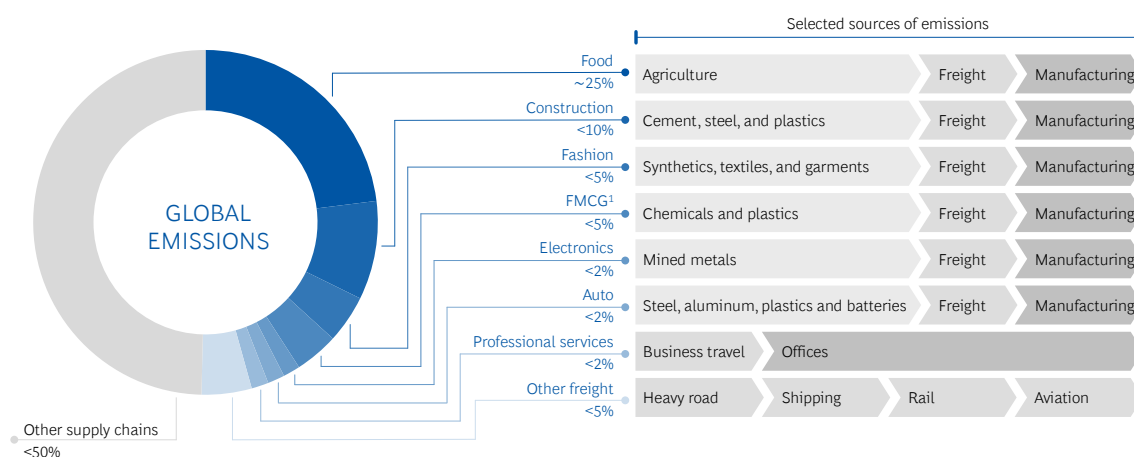 Selected sources of emissions
GLOBAL
EMISSIONS
Food
~25%
Agriculture
Freight
Manufacturing
Construction
<10%
Cement, steel, and plastics
Freight
Manufacturing
Fashion
<5%
Synthetics, textiles, and garments
Freight
Manufacturing
FMCG¹
<5%
Chemicals and plastics
Freight
Manufacturing
Electronics
<2%
Mined metals
Freight
Manufacturing
Auto
<2%
Steel, aluminum, plastics and batteries
Freight
Manufacturing
Professional services
<2%
Business travel
Offices
Other freight
<5%
Heavy road
Shipping
Rail
Aviation
Other supply chains
<50%